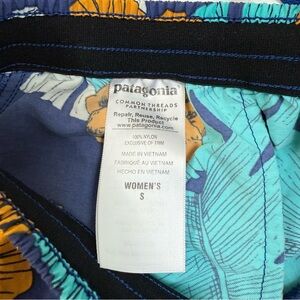 patagonia
COMMON THREADS
PARTNERSHIP
Repair, Reuse, Recycle
This Product
www.patagonia.com
100% NYLON
EXCLUSIVE OF TRIM
MADE IN VIETNAM
FABRIQUÉ AU VIETNAM
HECHO EN VIETNAM
WOMEN'S
S